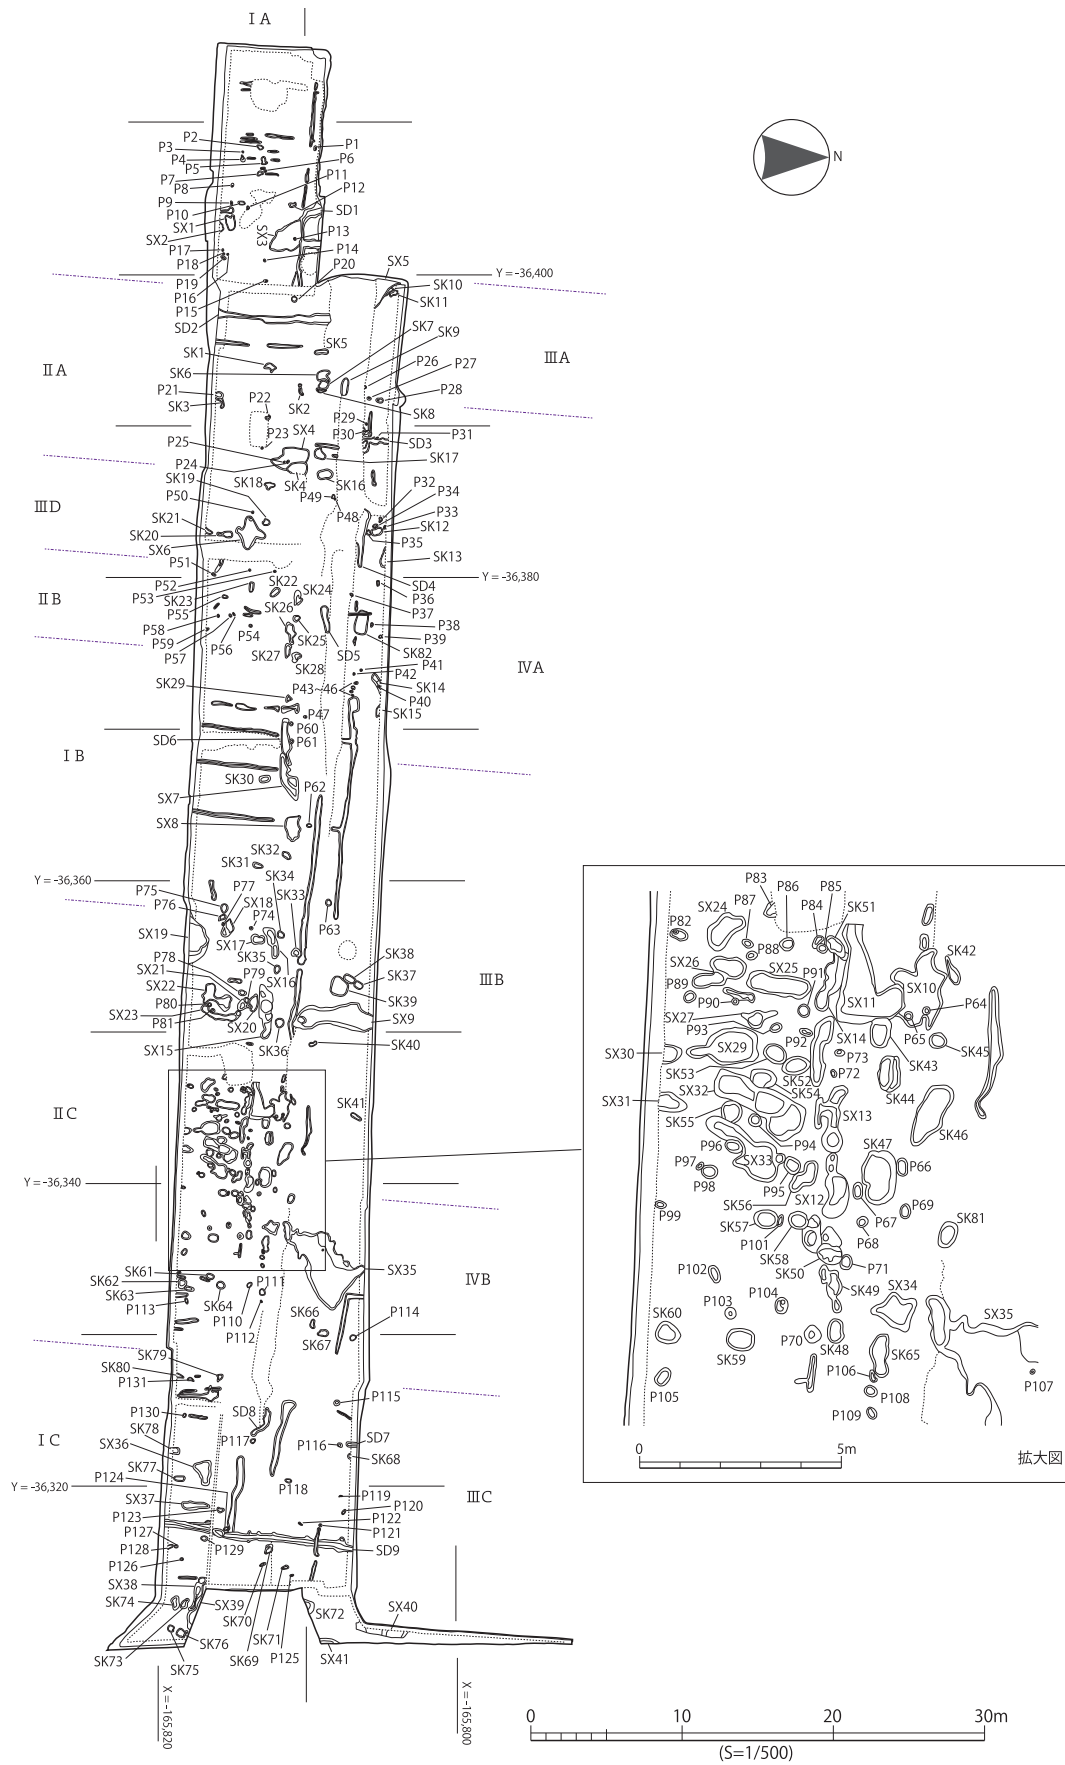 ⅠA
N
P2
P3
P4
P5
P7
P8
P9
P10
SX1
SX2
P17
P18
P19
P16
P15
SD2
P1
P6
P11
P12
SD1
SX3
P13
P14
P20
SX5
Y = -36,400
SK10
SK11
SK7
SK9
SK5
SK1
SK6
P26
P27
P28
ⅢA
ⅡA
P21
SK3
SK2
SK8
P22
P29
P30
P31
P23
SX4
SD3
P25
P24
SK17
SK19
SK18
SK4
SK16
P49
P48
P32
P34
P33
ⅢD
P50
SK21
SK20
SX6
SK12
P35
SK13
P51
P52
P53
SK22
Y = -36,380
SD4
P36
ⅡB
SK23
P55
SK24
SK26
P37
P58
P59
P57
P56
P54
SK25
SK27
SK28
SD5
P38
P39
SK82
P41
P42
ⅣA
SK29
P43~46
SK14
P40
SK15
P47
SD6
P60
P61
ⅠB
SK30
P62
SX7
SX8
SK32
SK31
SK34
Y = -36,360
P75
P77
P76
SX18
SK33
P74
P63
SX19
SX17
SK35
P78
SX21
P79
SX16
SX22
SK38
SK37
ⅢB
P80
SK39
SX23
P81
SX20
SX9
SX15
SK36
SK40
ⅡC
SK41
Y = -36,340
SX35
ⅣB
SK61
SK62
SK63
P113
SK64
P111
P110
P112
SK66
SK67
P114
SK79
SK80
P131
P115
P130
SK78
SD8
ⅠC
SX36
P117
P116
SD7
SK68
SK77
P124
P118
Y = -36,320
ⅢC
SX37
P123
P119
P120
P122
P121
P127
P128
P129
SD9
P126
SX38
SK74
SX39
SK70
SK72
SX40
SK76
SK71
SK73
SK75
SK69
P125
SX41
X = -165,820
X = -165,800
P83
P86
P85
SX24
P87
P84
SK51
P82
P88
SX26
SX25
P91
SK42
P89
P90
SX11
SX10
P64
SX27
P93
P92
SX14
P65
SX30
SX29
P73
SK43
SK45
SK53
SK52
P72
SX32
SK54
SK44
SX31
SX13
SK46
SK55
P96
P94
SK47
P97
SX33
P66
P98
P95
SX12
SK56
P99
P67
P69
SK57
P101
P68
SK81
SK58
SK50
P71
P102
SK49
P104
P103
SX34
SX35
SK60
SK59
P70
SK48
SK65
P106
P107
P105
P108
P109
0
5m
拡大図
0
10
20
30m
(S=1/500)